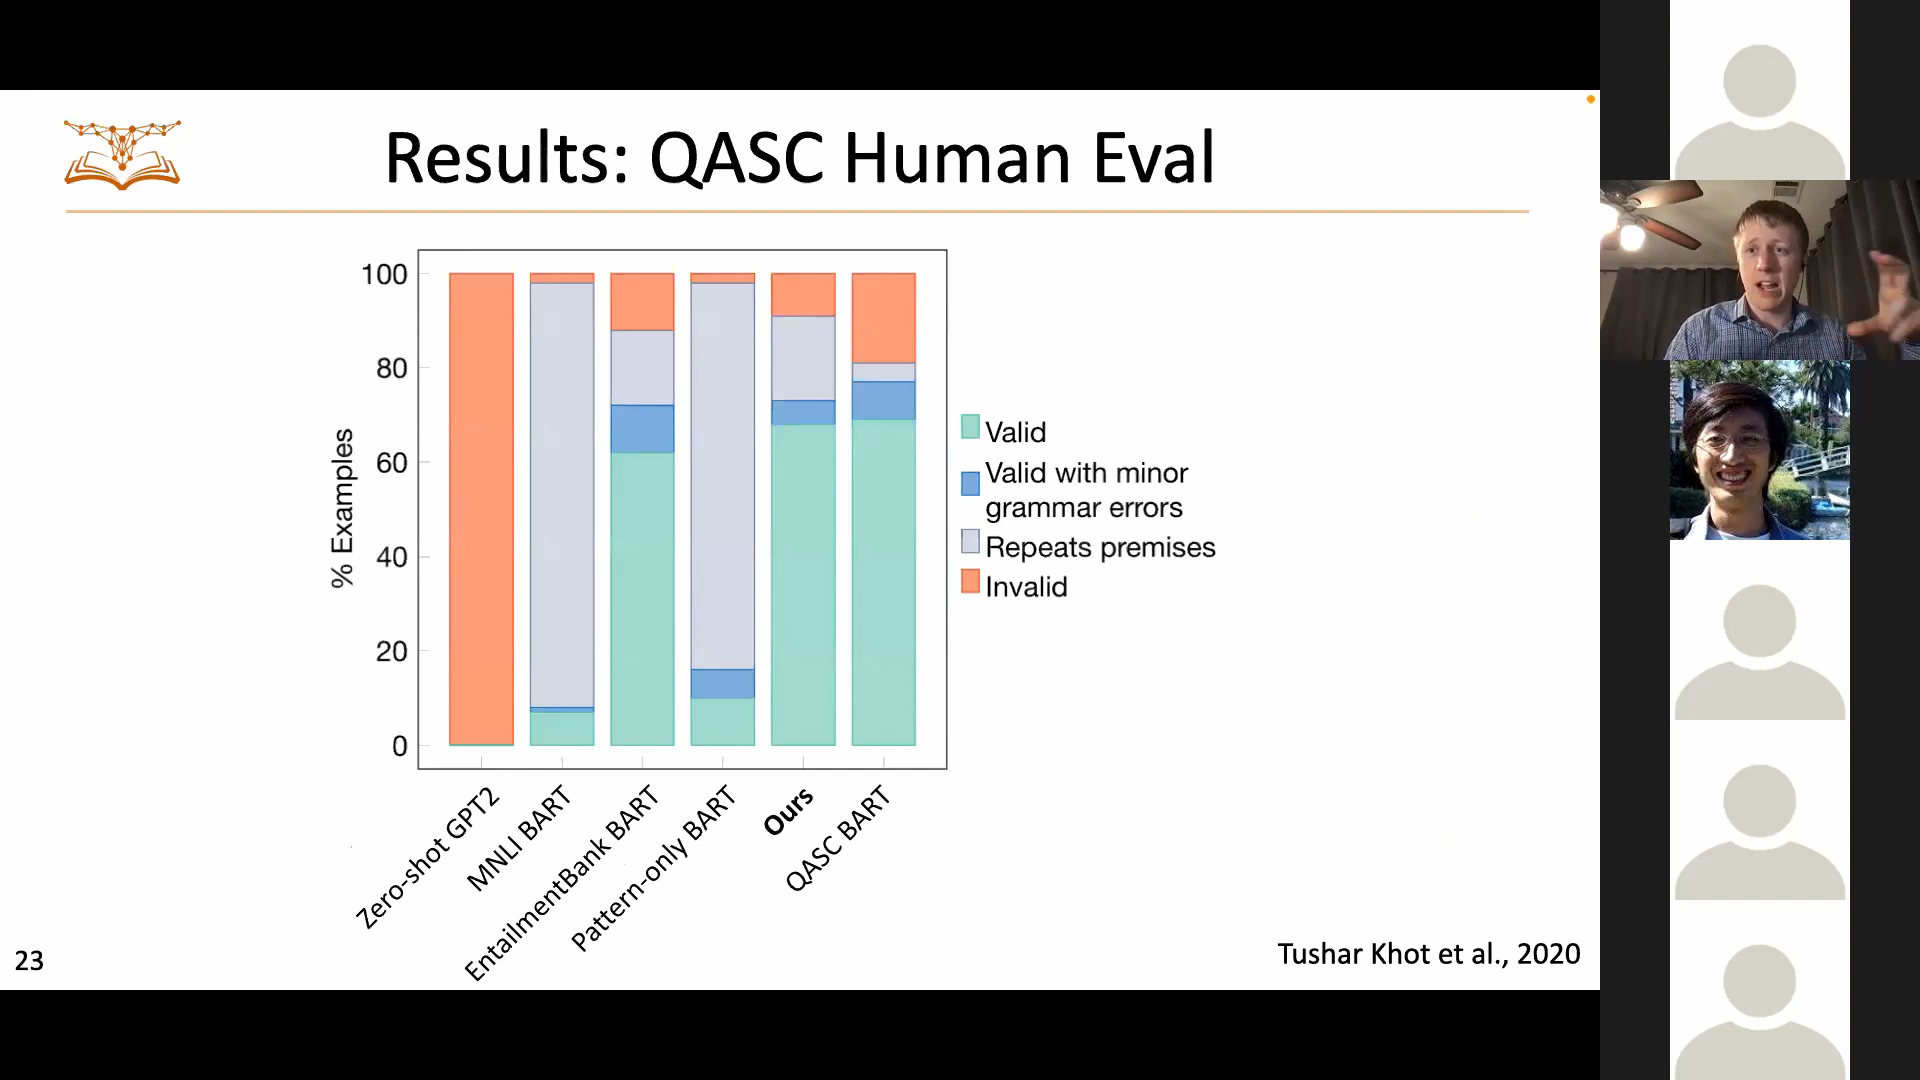 Results: QASC Human Eval
100
80
60
40
20
0
% Examples
Valid
Valid with minor
grammar errors
Repeats premises
Invalid
Zero-shot GPT2
MNLI BART
EntailmentBank BART
Pattern-only BART
Ours
QASC BART
23
Tushar Khot et al., 2020